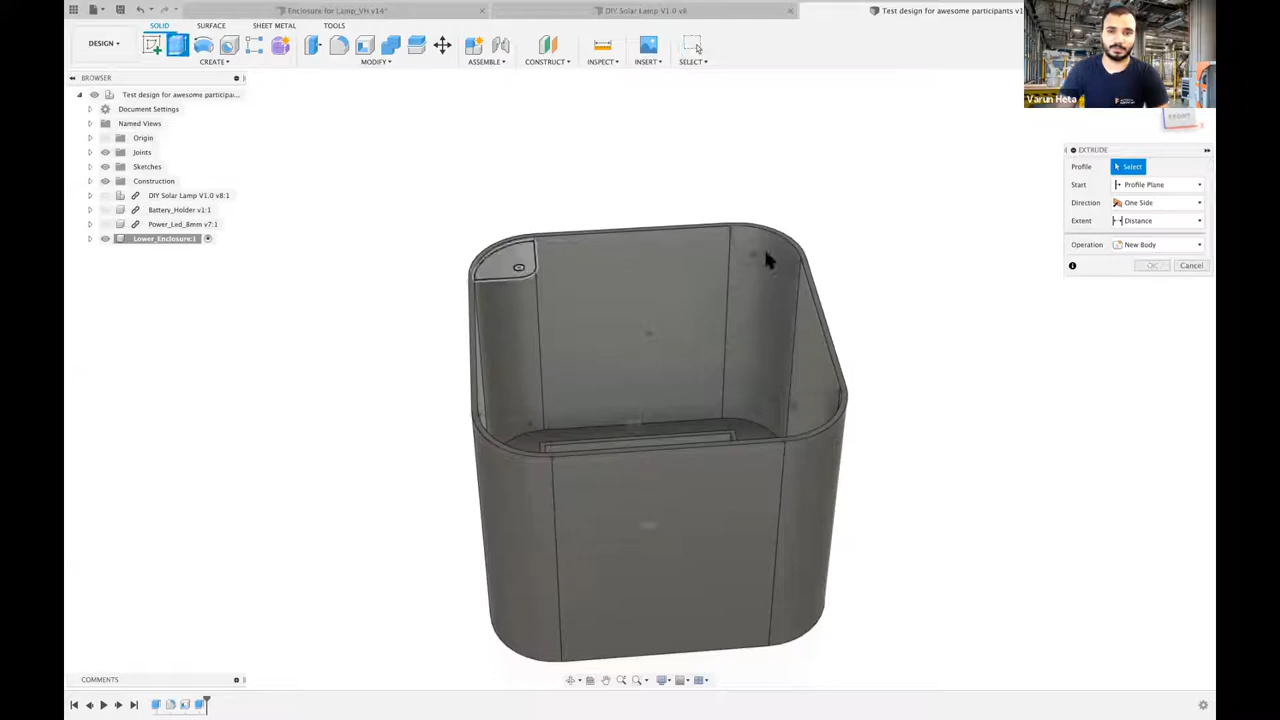 Enclosure for Lamp_VH v14*
DIY Solar Lamp V1.0 v8
Test design for awesome participants v1
SOLID
SURFACE
SHEET METAL
TOOLS
DESIGN
CREATE
MODIFY
ASSEMBLE
CONSTRUCT
INSPECT
INSERT
SELECT
Varun Heta
BROWSER
Test design for awesome participa...
Document Settings
Named Views
Origin
Joints
Sketches
Construction
DIY Solar Lamp V1.0 v8:1
Battery_Holder v1:1
Power_Led_8mm v7:1
Lower_Enclosure:1
FRONT
X
EXTRUDE
Profile
Select
Start
Profile Plane
Direction
One Side
Extent
Distance
Operation
New Body
OK
Cancel
COMMENTS